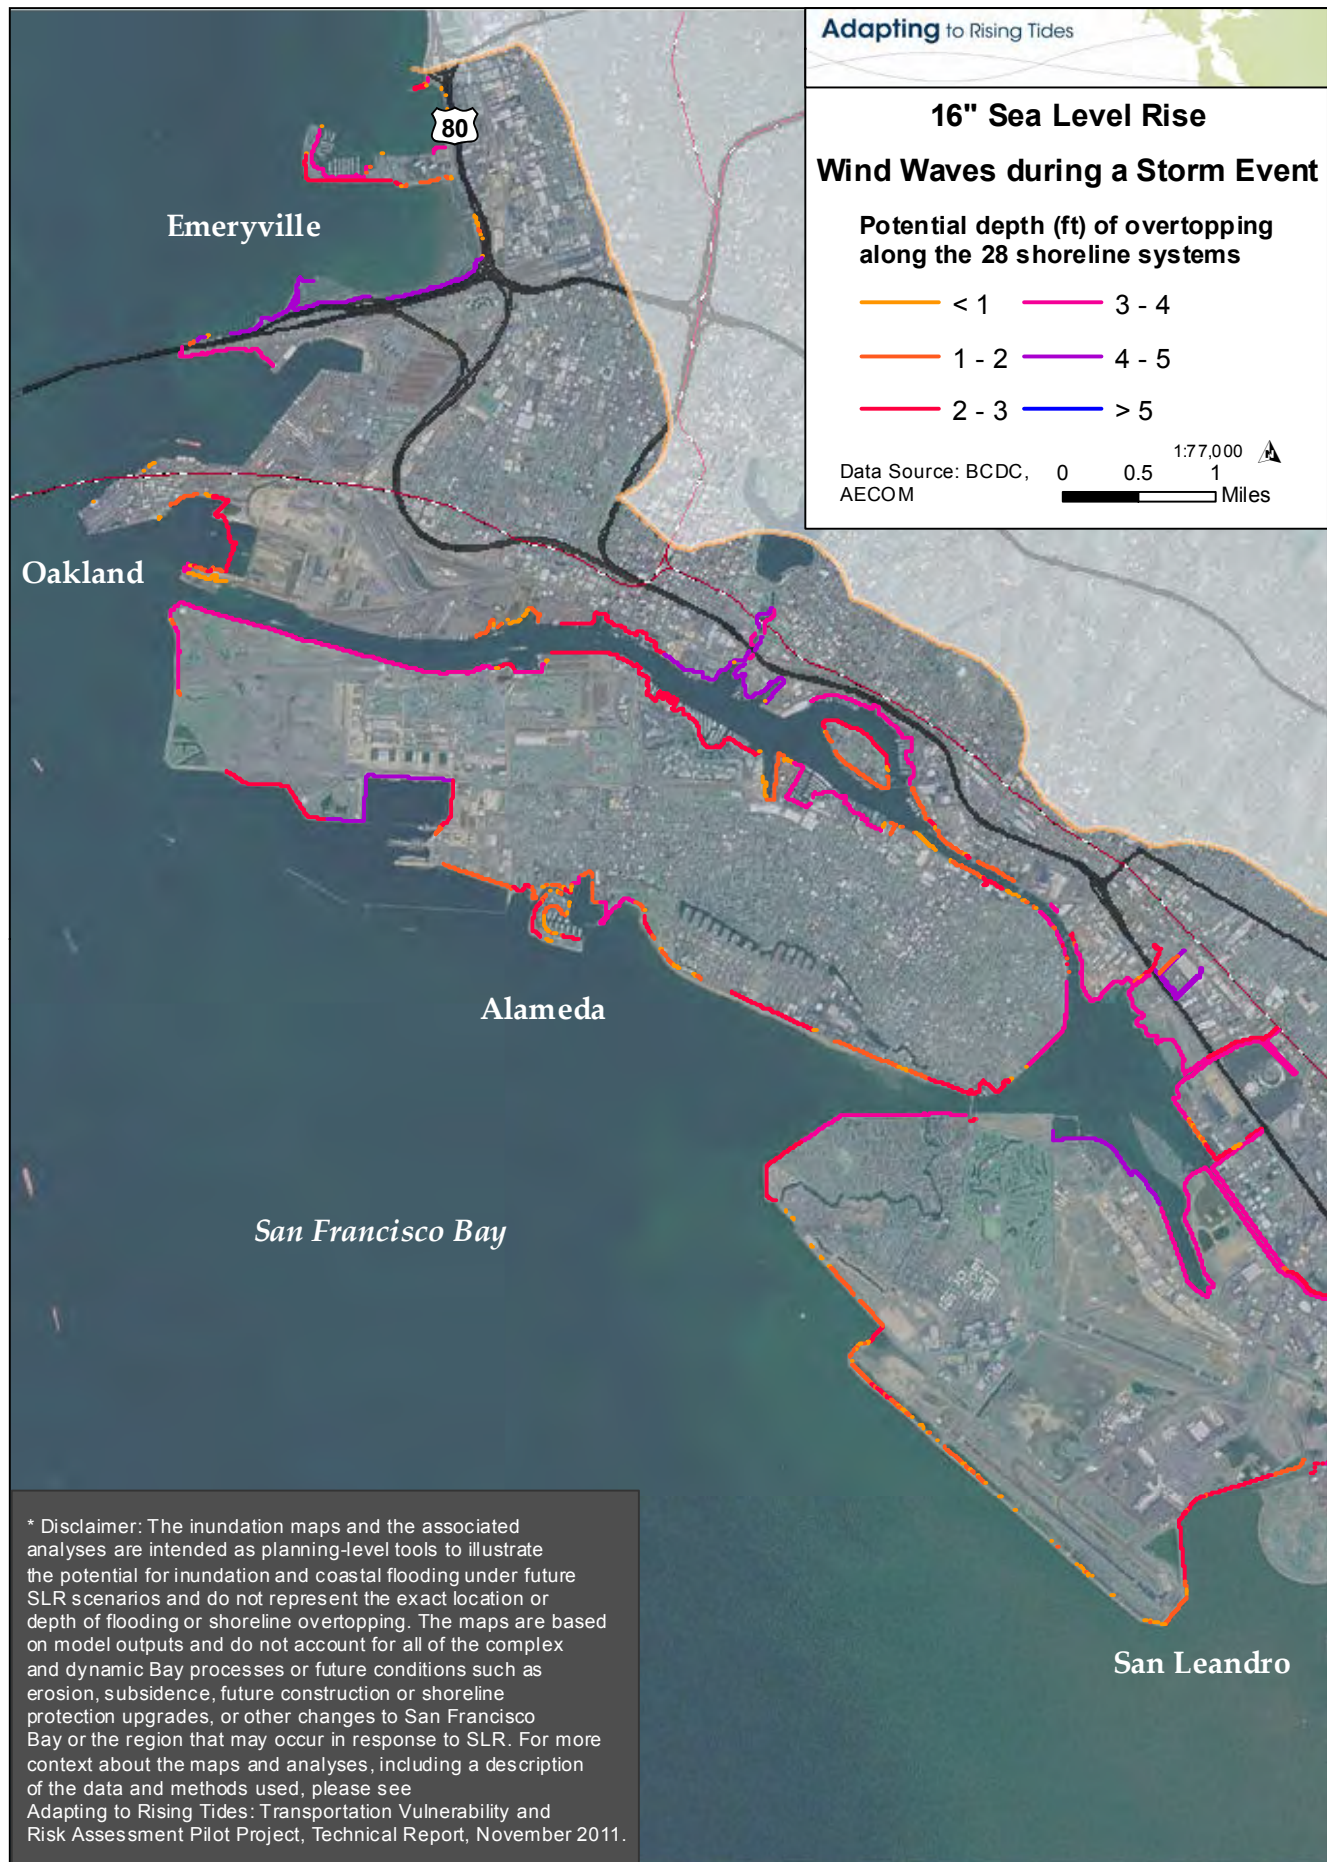 Adapting to Rising Tides
16" Sea Level Rise
Wind Waves during a Storm Event
Potential depth (ft) of overtopping
along the 28 shoreline systems
< 1
3 - 4
1 - 2
4 - 5
2 - 3
> 5
1:77,000
Data Source: BCDC,
AECOM
0 0.5 1
Miles
N
80
Emeryville
Oakland
Alameda
San Francisco Bay
San Leandro
* Disclaimer: The inundation maps and the associated
analyses are intended as planning-level tools to illustrate
the potential for inundation and coastal flooding under future
SLR scenarios and do not represent the exact location or
depth of flooding or shoreline overtopping. The maps are based
on model outputs and do not account for all of the complex
and dynamic Bay processes or future conditions such as
erosion, subsidence, future construction or shoreline
protection upgrades, or other changes to San Francisco
Bay or the region that may occur in response to SLR. For more
context about the maps and analyses, including a description
of the data and methods used, please see
Adapting to Rising Tides: Transportation Vulnerability and
Risk Assessment Pilot Project, Technical Report, November 2011.